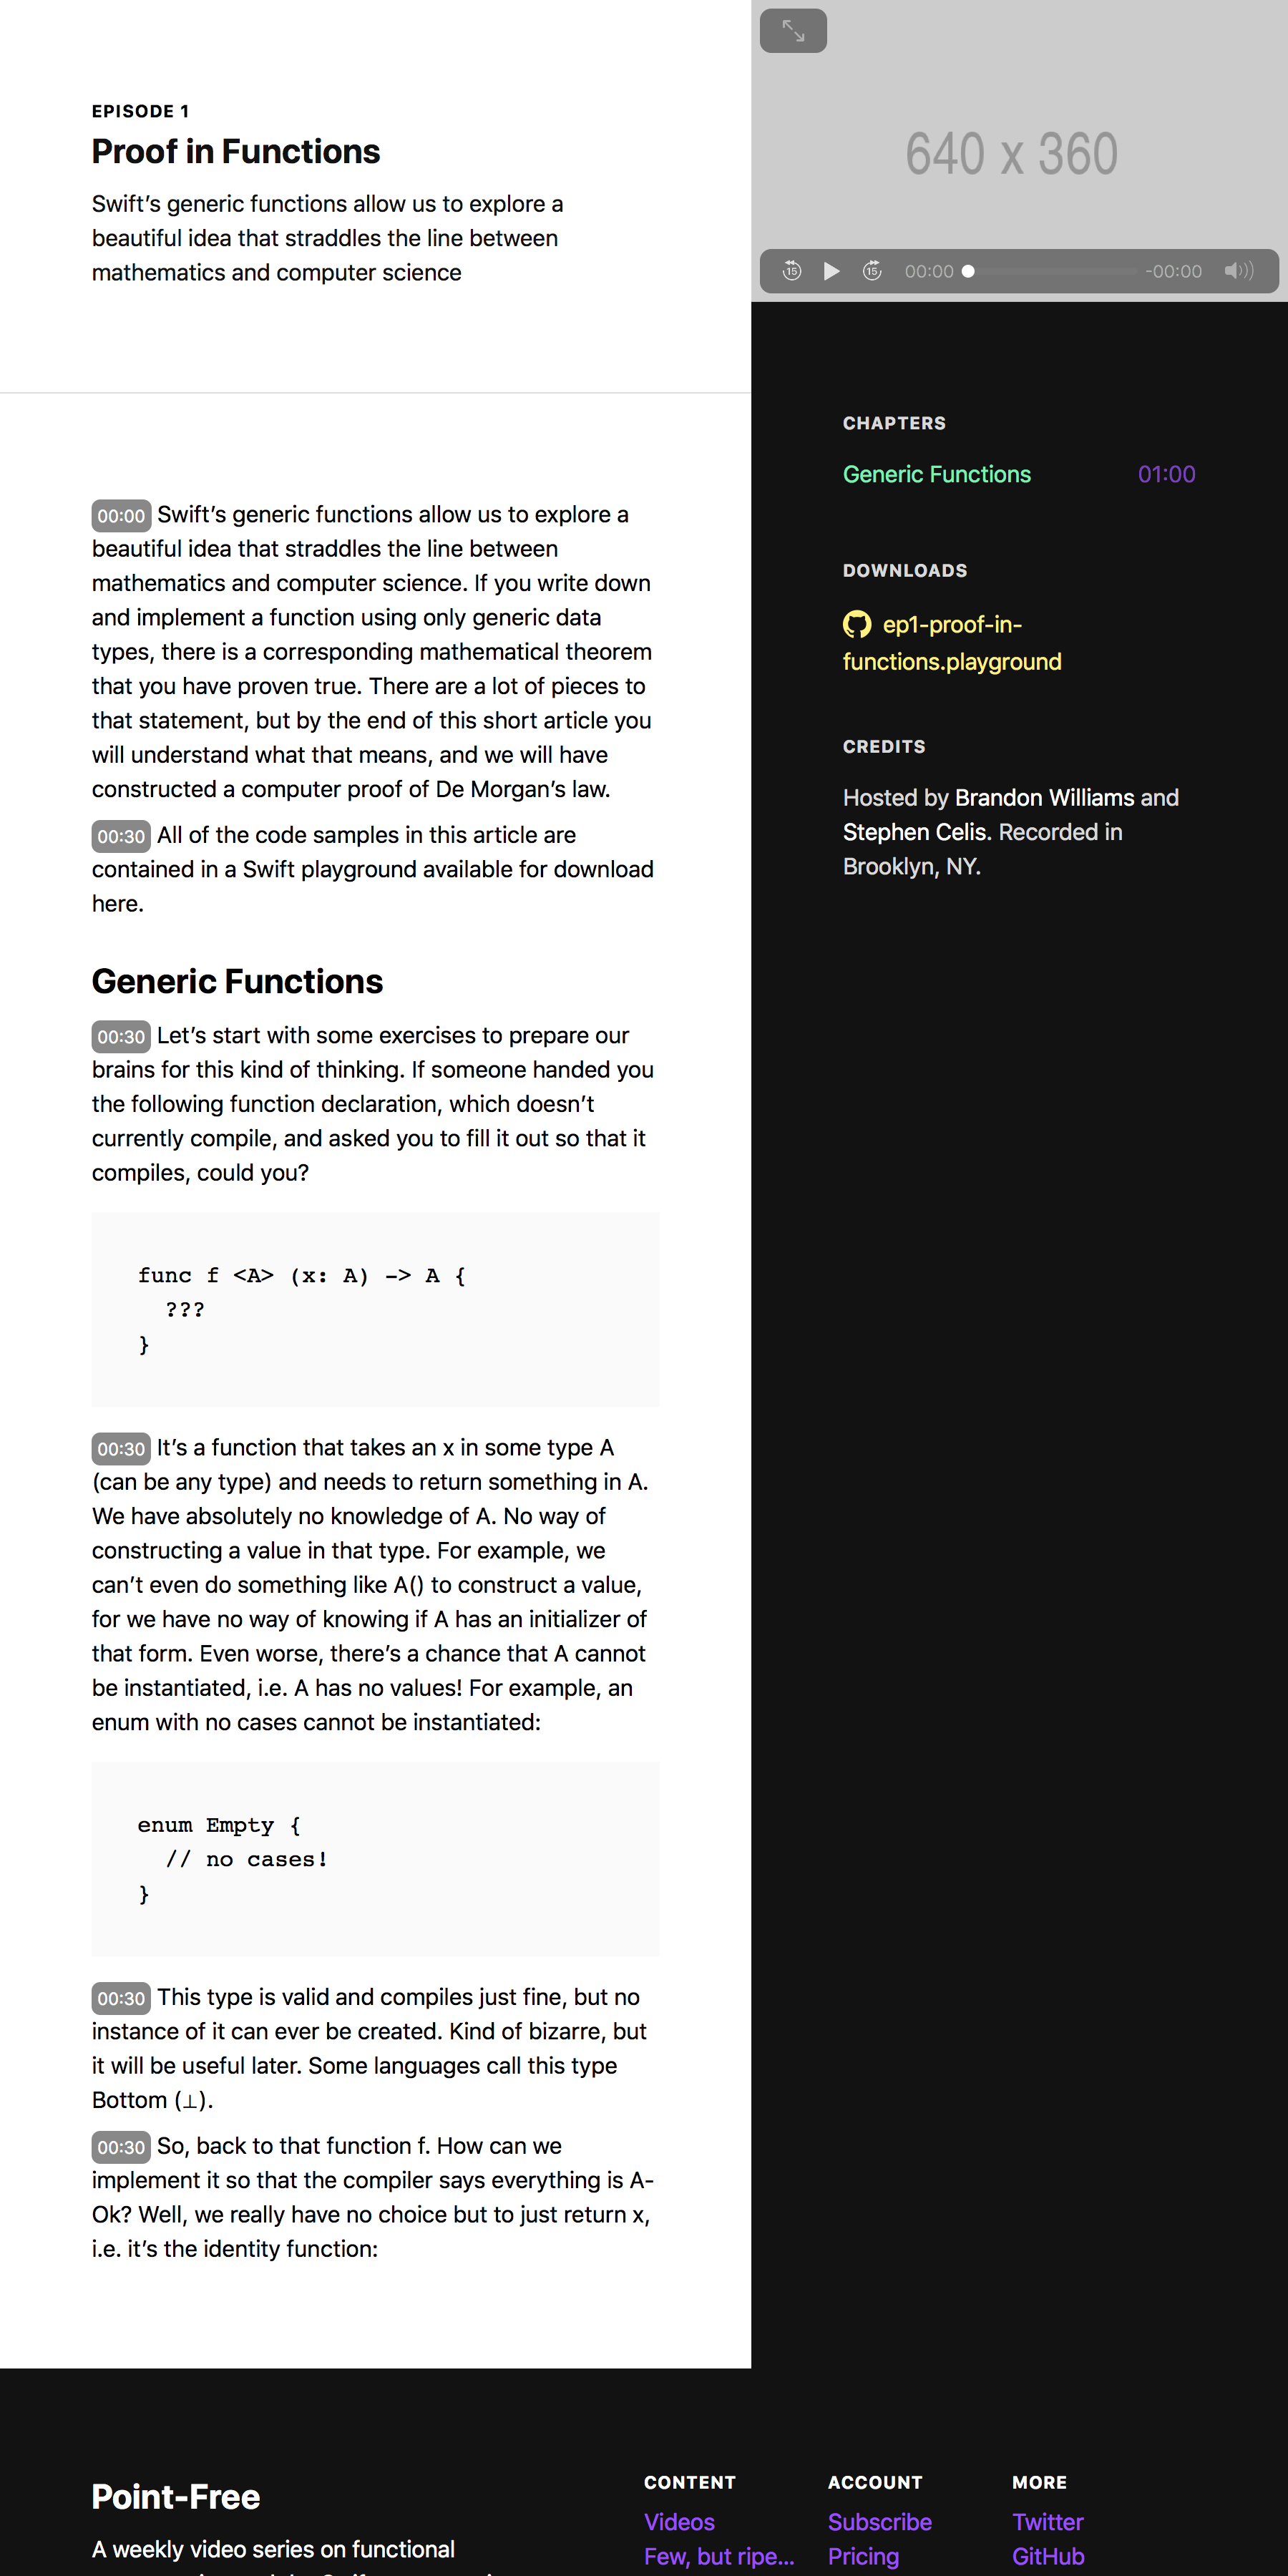 EPISODE 1
Proof in Functions
Swift’s generic functions allow us to explore a
beautiful idea that straddles the line between
mathematics and computer science
00:00 Swift’s generic functions allow us to explore a
beautiful idea that straddles the line between
mathematics and computer science. If you write down
and implement a function using only generic data
types, there is a corresponding mathematical theorem
that you have proven true. There are a lot of pieces to
that statement, but by the end of this short article you
will understand what that means, and we will have
constructed a computer proof of De Morgan’s law.
00:30 All of the code samples in this article are
contained in a Swift playground available for download
here.
Generic Functions
00:30 Let’s start with some exercises to prepare our
brains for this kind of thinking. If someone handed you
the following function declaration, which doesn’t
currently compile, and asked you to fill it out so that it
compiles, could you?
func f <A> (x: A) -> A {
  ???
}
00:30 It’s a function that takes an x in some type A
(can be any type) and needs to return something in A.
We have absolutely no knowledge of A. No way of
constructing a value in that type. For example, we
can’t even do something like A() to construct a value,
for we have no way of knowing if A has an initializer of
that form. Even worse, there’s a chance that A cannot
be instantiated, i.e. A has no values! For example, an
enum with no cases cannot be instantiated:
enum Empty {
  // no cases!
}
00:30 This type is valid and compiles just fine, but no
instance of it can ever be created. Kind of bizarre, but
it will be useful later. Some languages call this type
Bottom (⊥).
00:30 So, back to that function f. How can we
implement it so that the compiler says everything is A-
Ok? Well, we really have no choice but to just return x,
i.e. it’s the identity function:
640 x 360
15 15 00:00 -00:00
CHAPTERS
Generic Functions 01:00
DOWNLOADS
ep1-proof-in-
functions.playground
CREDITS
Hosted by Brandon Williams and
Stephen Celis. Recorded in
Brooklyn, NY.
Point-Free
A weekly video series on functional
CONTENT
Videos
Few, but ripe...
ACCOUNT
Subscribe
Pricing
MORE
Twitter
GitHub